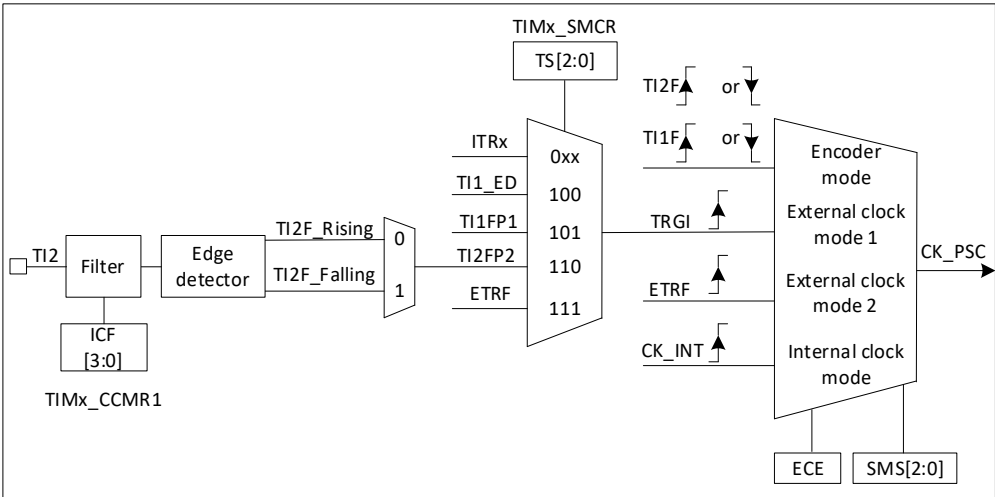 TIMx_SMCR
TS[2:0]
TI2F or
TI1F or
ITRx
0xx
Encoder
mode
TI1_ED
100
TI1FP1
101
TRGI
External clock
mode 1
TI2
Filter
Edge
detector
TI2F_Rising
0
TI2F_Falling
1
TI2FP2
110
ETRF
111
ETRF
External clock
mode 2
CK_PSC
CK_INT
Internal clock
mode
ICF
[3:0]
TIMx_CCMR1
ECE
SMS[2:0]